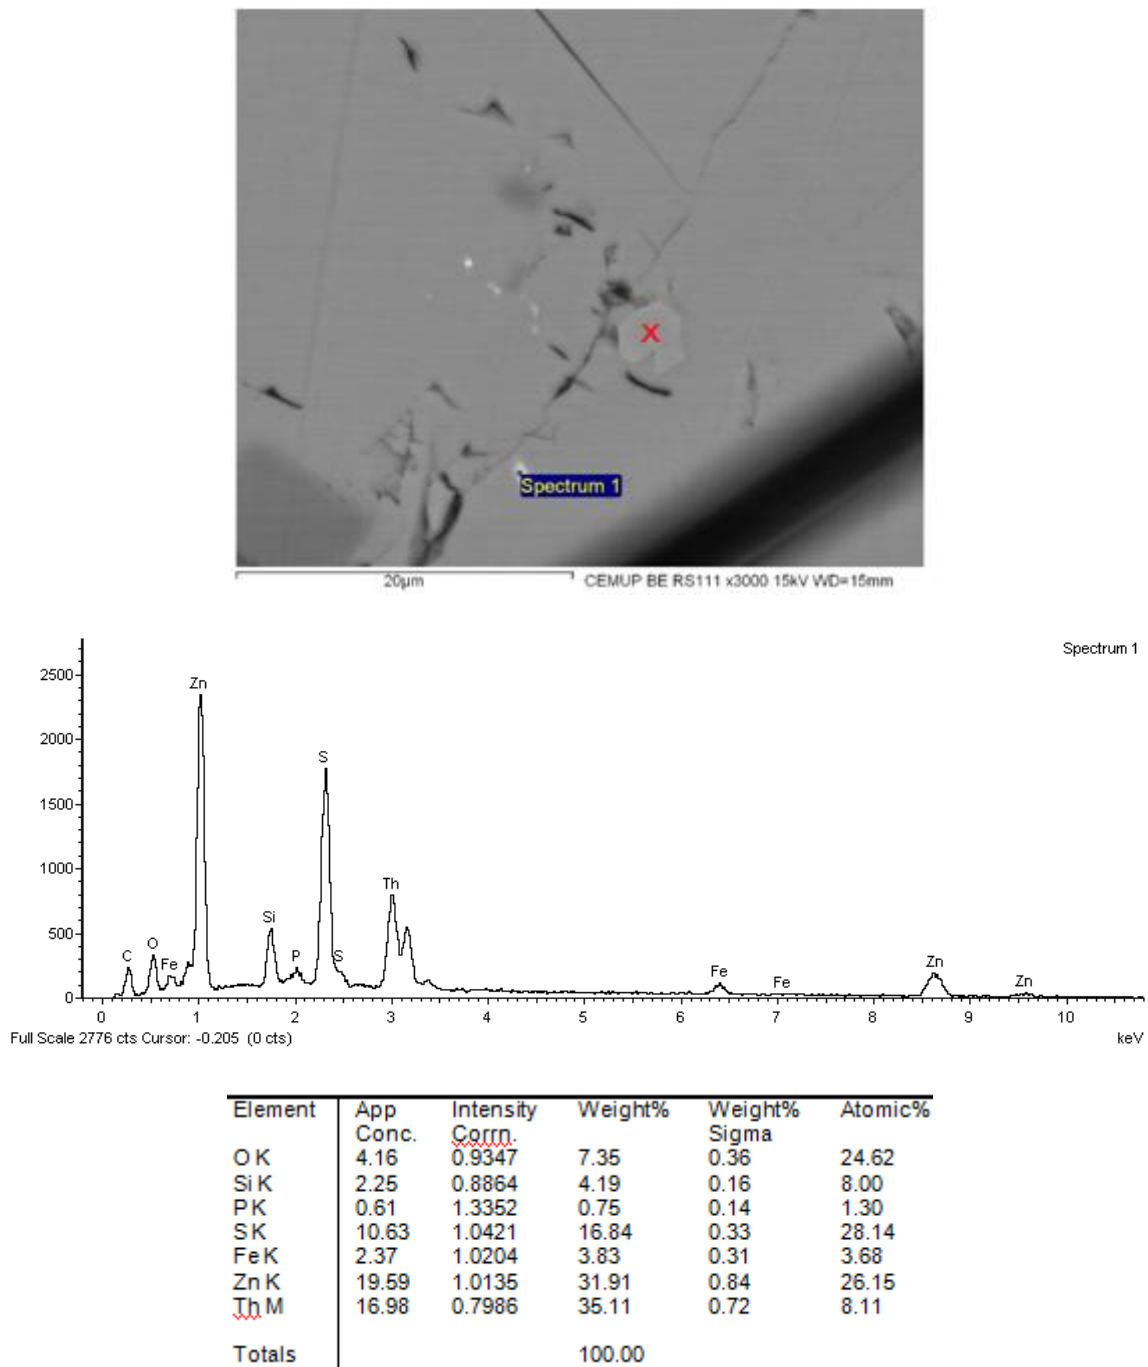 X
Spectrum 1
20µm CEMUP BE RS111 x3000 15kV WD=15mm
Spectrum 1
2500
Zn
2000
S
1500
1000
Th
Si
500
C O Fe P S Fe Fe Zn Zn
0
0 1 2 3 4 5 6 7 8 9 10
Full Scale 2776 cts Cursor: -0.205 (0 cts) keV
Element App Intensity Weight% Weight% Atomic%
Conc. Corrn. Sigma
O K 4.16 0.9347 7.35 0.36 24.62
Si K 2.25 0.8864 4.19 0.16 8.00
P K 0.61 1.3352 0.75 0.14 1.30
S K 10.63 1.0421 16.84 0.33 28.14
Fe K 2.37 1.0204 3.83 0.31 3.68
Zn K 19.59 1.0135 31.91 0.84 26.15
Th M 16.98 0.7986 35.11 0.72 8.11
Totals 100.00